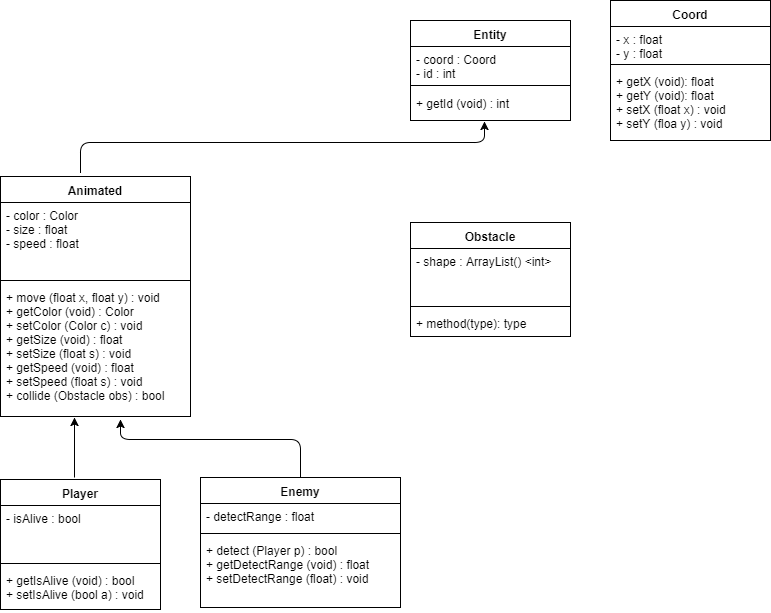 Entity
- coord : Coord
- id : int
+ getId (void) : int
Coord
- x : float
- y : float
+ getX (void): float
+ getY (void): float
+ setX (float x) : void
+ setY (floa y) : void
Animated
- color : Color
- size : float
- speed : float
+ move (float x, float y) : void
+ getColor (void) : Color
+ setColor (Color c) : void
+ getSize (void) : float
+ setSize (float s) : void
+ getSpeed (void) : float
+ setSpeed (float s) : void
+ collide (Obstacle obs) : bool
Obstacle
- shape : ArrayList() <int>
+ method(type): type
Player
- isAlive : bool
+ getIsAlive (void) : bool
+ setIsAlive (bool a) : void
Enemy
- detectRange : float
+ detect (Player p) : bool
+ getDetectRange (void) : float
+ setDetectRange (float) : void